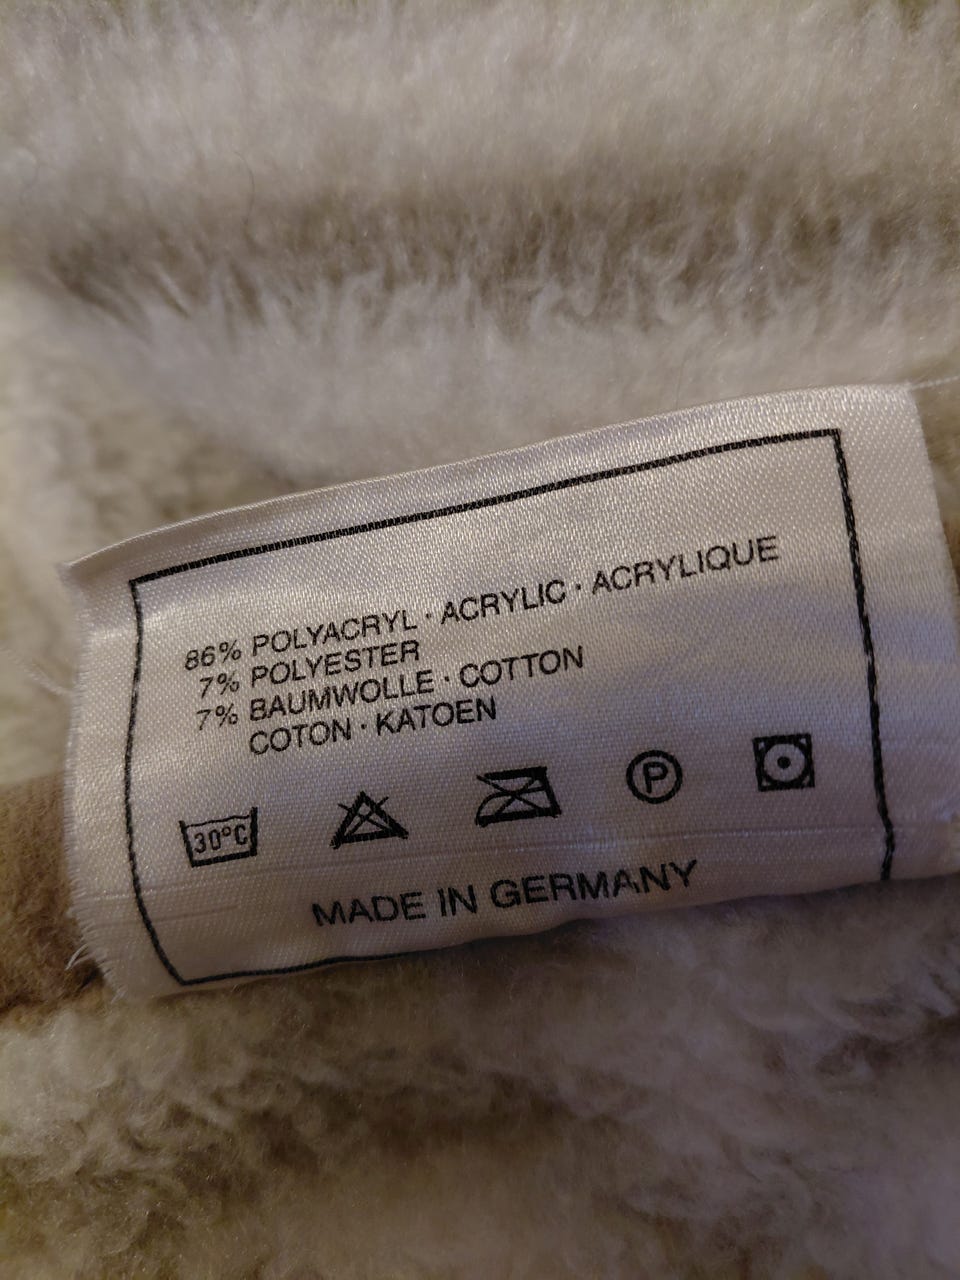 86% POLYACRYL · ACRYLIC · ACRYLIQUE
7% POLYESTER
7% BAUMWOLLE · COTTON
COTON · KATOEN
30°C P
MADE IN GERMANY